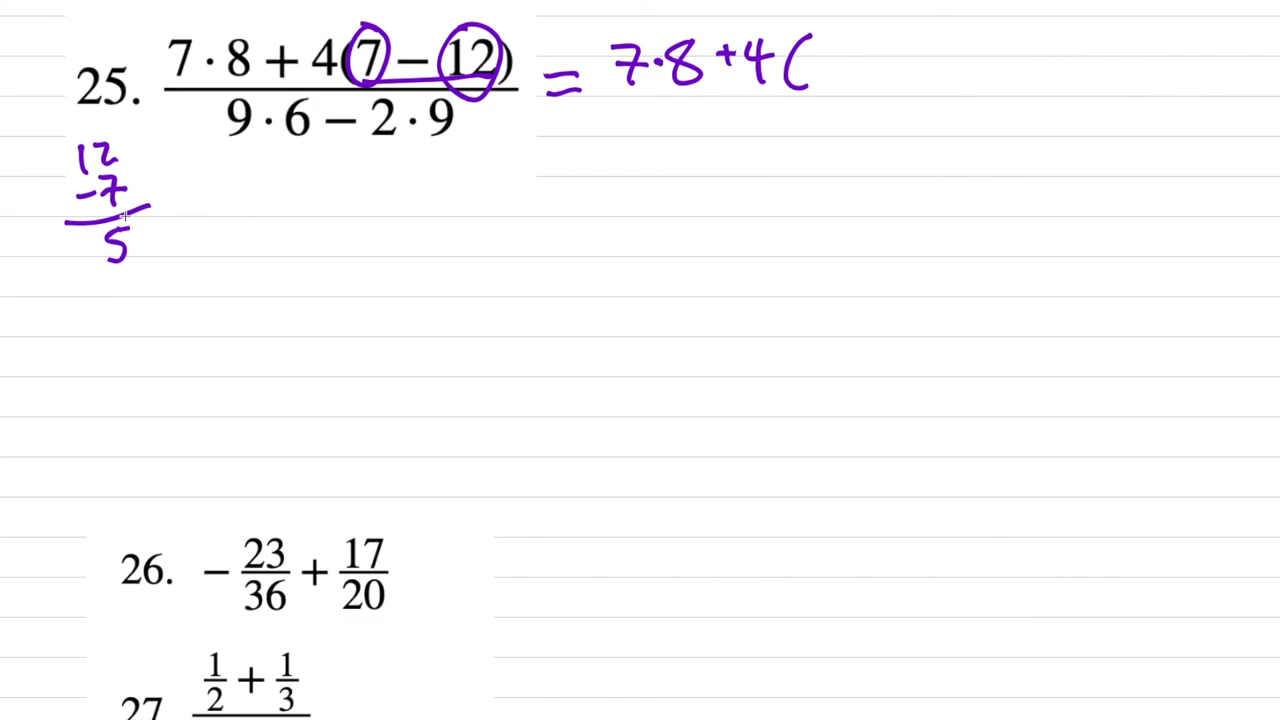 25. (7 · 8 + 4(7 − 12)) / (9 · 6 − 2 · 9) = 7·8 +4 (
12
−7
5
26. − 23/36 + 17/20
27 1/2 + 1/3